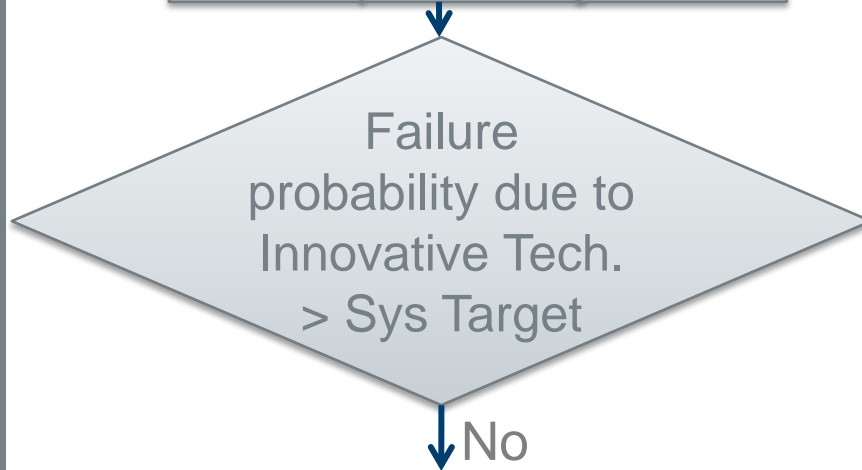 Failure
probability due to
Innovative Tech.
> Sys Target
No